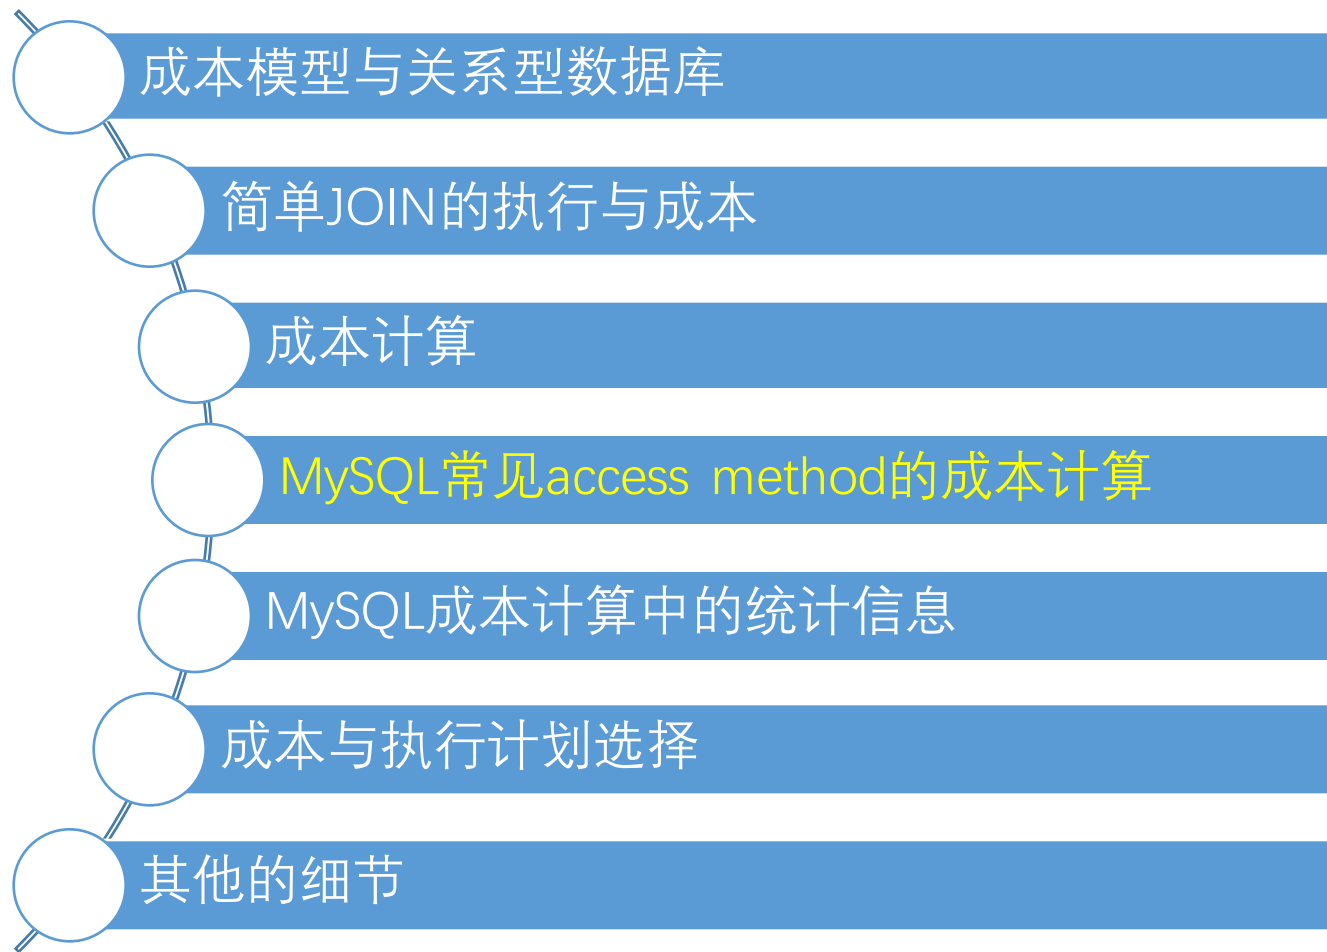 成本模型与关系型数据库
简单JOIN的执行与成本
成本计算
MySQL常见access method的成本计算
MySQL成本计算中的统计信息
成本与执行计划选择
其他的细节